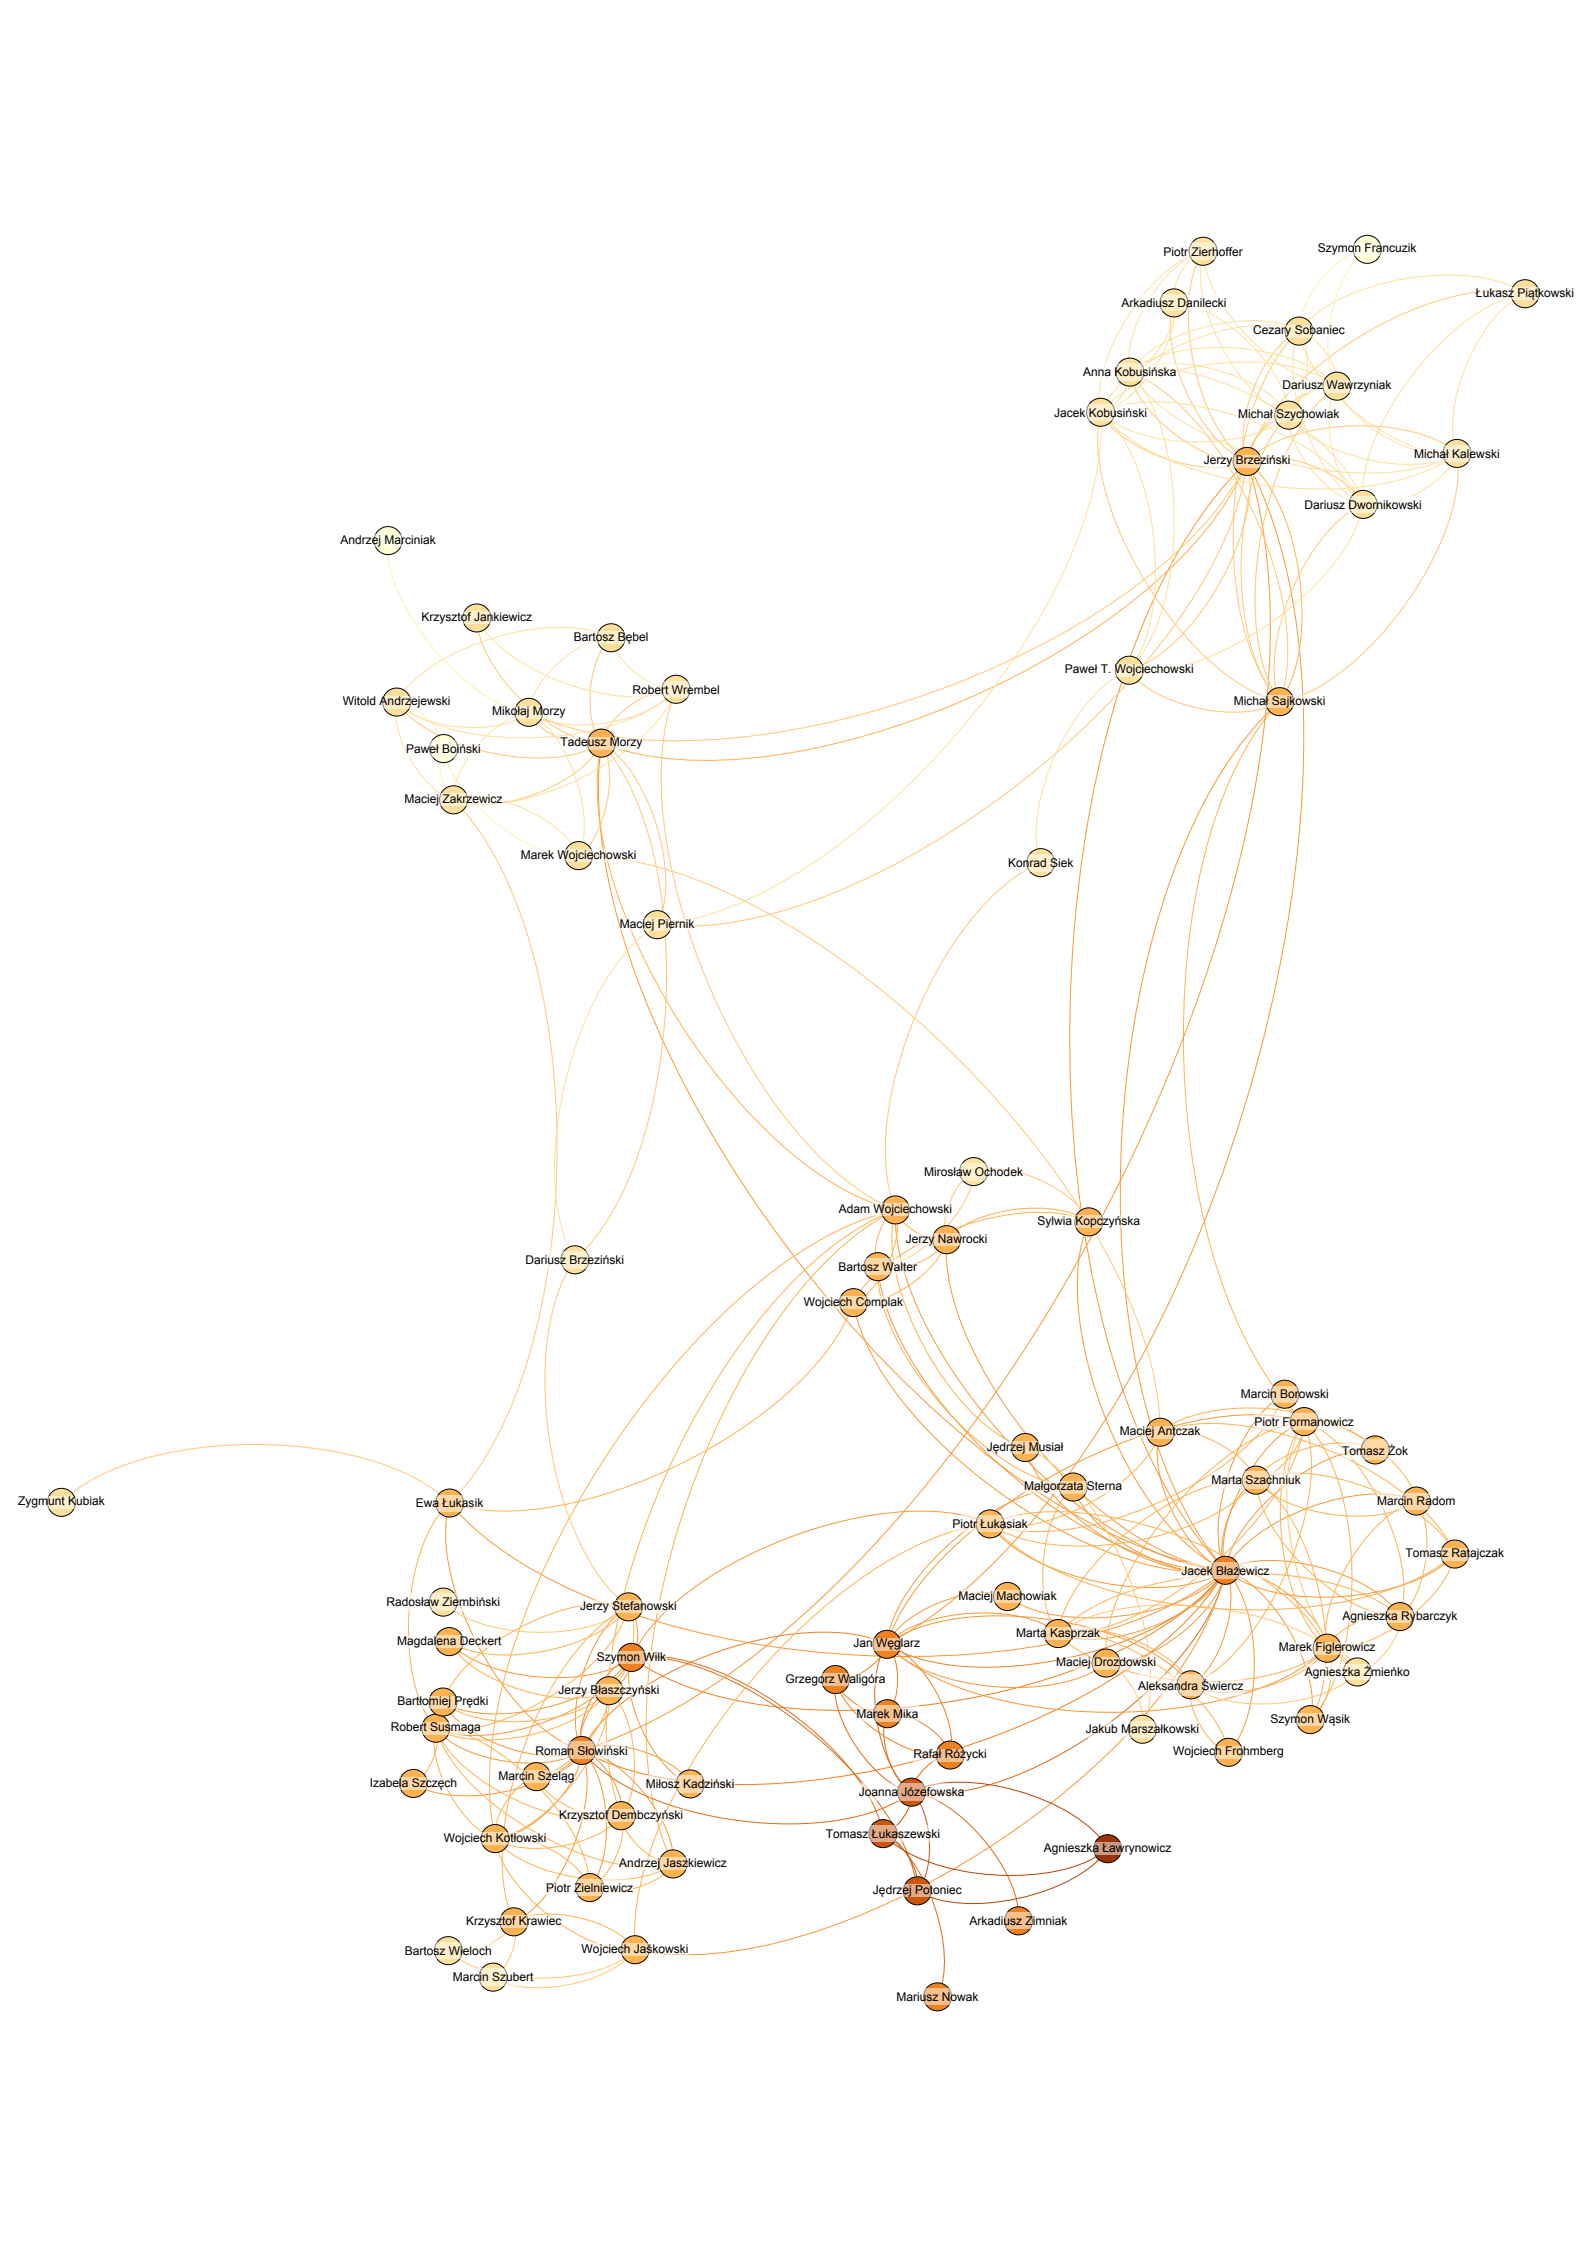 Szymon Francuzik
Piotr Zierhoffer
Łukasz Piątkowski
Arkadiusz Danilecki
Cezary Sobaniec
Anna Kobusińska
Dariusz Wawrzyniak
Jacek Kobusiński
Michał Szychowiak
Michał Kalewski
Jerzy Brzeziński
Dariusz Dwornikowski
Andrzej Marciniak
Krzysztof Jankiewicz
Bartosz Bębel
Paweł T. Wojciechowski
Robert Wrembel
Witold Andrzejewski
Michał Sajkowski
Mikołaj Morzy
Tadeusz Morzy
Paweł Boiński
Maciej Zakrzewicz
Marek Wojciechowski
Konrad Siek
Maciej Piernik
Mirosław Ochodek
Adam Wojciechowski
Sylwia Kopczyńska
Jerzy Nawrocki
Dariusz Brzeziński
Bartosz Walter
Wojciech Complak
Marcin Borowski
Piotr Formanowicz
Maciej Antczak
Jędrzej Musiał
Tomasz Żok
Marta Szachniuk
Małgorzata Sterna
Zygmunt Kubiak
Ewa Łukasik
Marcin Radom
Piotr Łukasiak
Tomasz Ratajczak
Jacek Błażewicz
Maciej Machowiak
Radosław Ziembiński
Jerzy Stefanowski
Agnieszka Rybarczyk
Marta Kasprzak
Magdalena Deckert
Jan Węglarz
Marek Figlerowicz
Szymon Wilk
Maciej Drozdowski
Agnieszka Żmieńko
Grzegorz Waligóra
Aleksandra Świercz
Jerzy Błaszczyński
Bartłomiej Prędki
Marek Mika
Szymon Wąsik
Robert Susmaga
Jakub Marszałkowski
Roman Słowiński
Rafał Różycki
Wojciech Frohmberg
Marcin Szeląg
Izabela Szczęch
Miłosz Kadziński
Joanna Józefowska
Krzysztof Dembczyński
Tomasz Łukaszewski
Wojciech Kotłowski
Agnieszka Ławrynowicz
Andrzej Jaszkiewicz
Piotr Zielniewicz
Jędrzej Potoniec
Krzysztof Krawiec
Arkadiusz Zimniak
Bartosz Wieloch
Wojciech Jaśkowski
Marcin Szubert
Mariusz Nowak